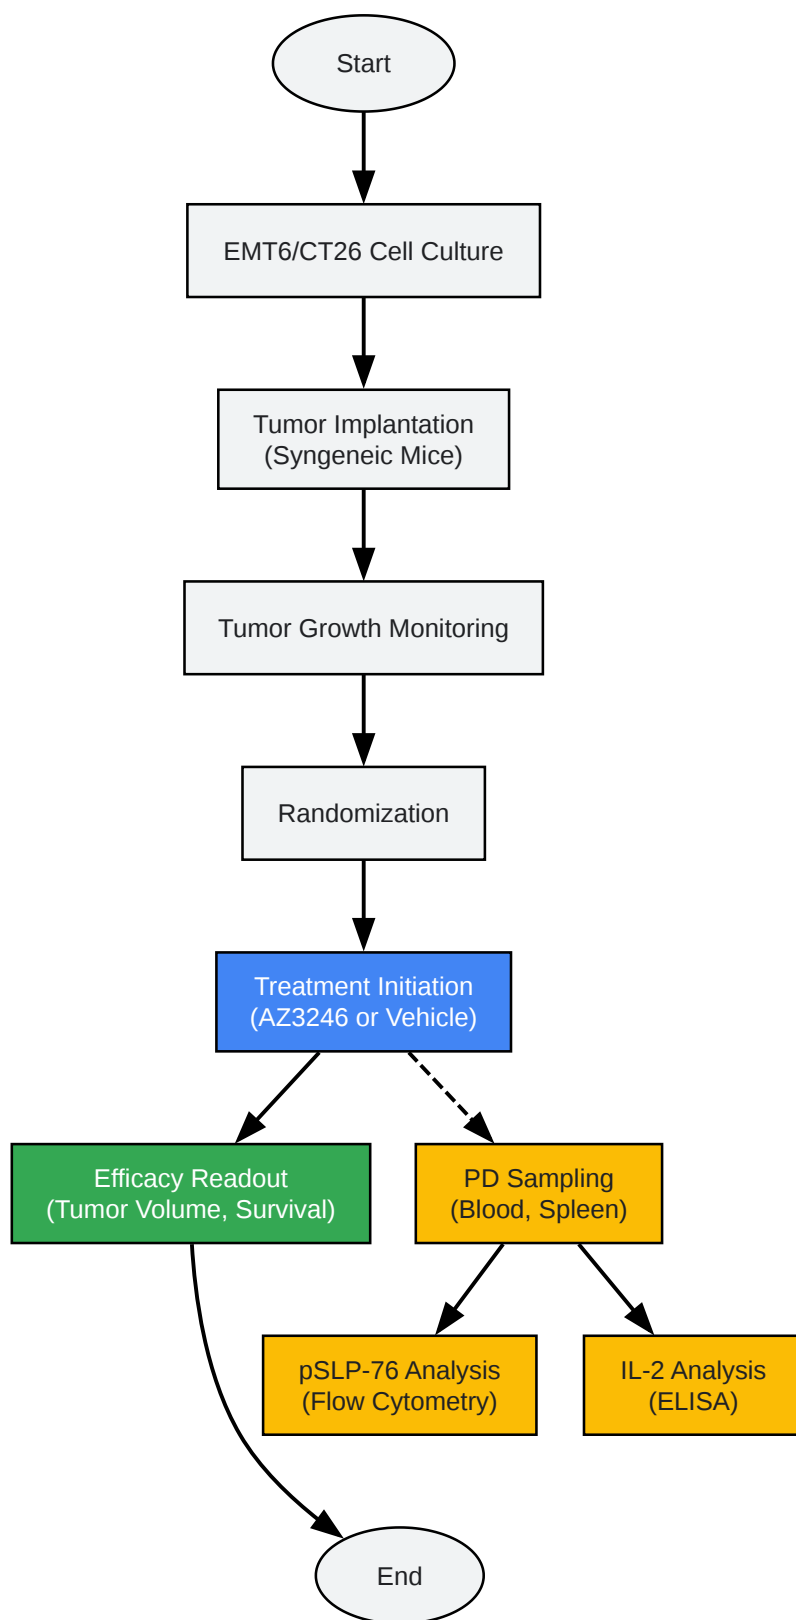 Start
EMT6/CT26 Cell Culture
Tumor Implantation
(Syngeneic Mice)
Tumor Growth Monitoring
Randomization
Treatment Initiation
(AZ3246 or Vehicle)
Efficacy Readout
(Tumor Volume, Survival)
PD Sampling
(Blood, Spleen)
pSLP-76 Analysis
(Flow Cytometry)
IL-2 Analysis
(ELISA)
End